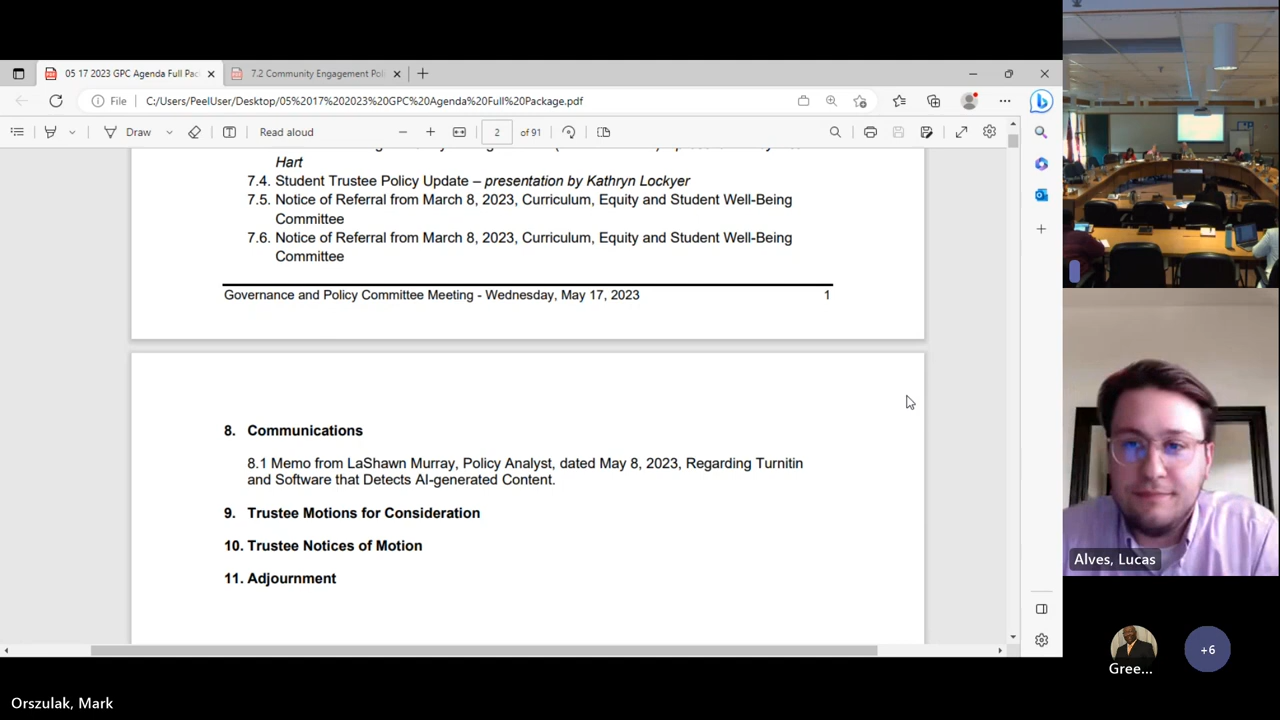 05 17 2023 GPC Agenda Full Pac
7.2 Community Engagement Poli
File
C:/Users/PeelUser/Desktop/05%2017%202023%20GPC%20Agenda%20Full%20Package.pdf
Draw
Read aloud
2
of 91
Hart
7.4. Student Trustee Policy Update – presentation by Kathryn Lockyer
7.5. Notice of Referral from March 8, 2023, Curriculum, Equity and Student Well-Being
Committee
7.6. Notice of Referral from March 8, 2023, Curriculum, Equity and Student Well-Being
Committee
Governance and Policy Committee Meeting - Wednesday, May 17, 2023 1
8. Communications
8.1 Memo from LaShawn Murray, Policy Analyst, dated May 8, 2023, Regarding Turnitin
and Software that Detects AI-generated Content.
9. Trustee Motions for Consideration
10. Trustee Notices of Motion
11. Adjournment
Alves, Lucas
Gree...
+6
Orszulak, Mark